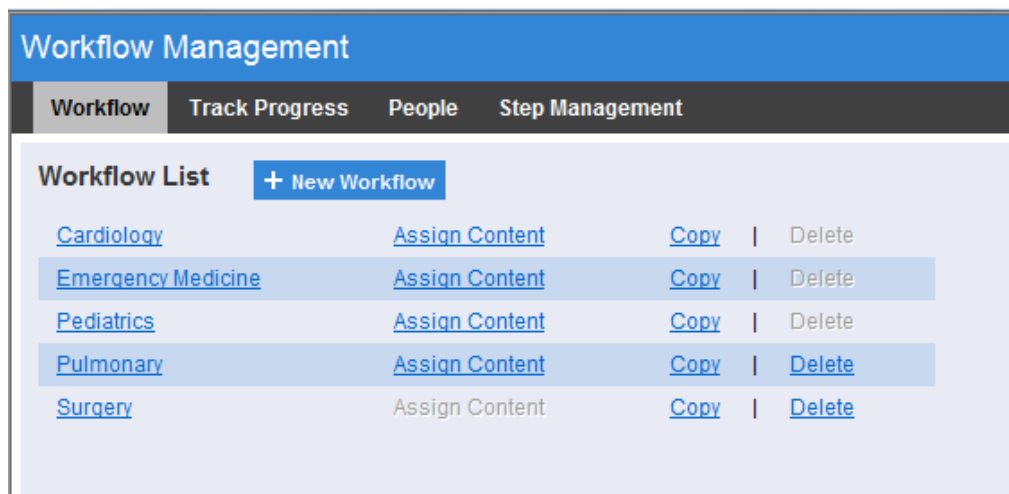 Workflow Management
Workflow Track Progress People Step Management
Workflow List + New Workflow
Cardiology Assign Content Copy | Delete
Emergency Medicine Assign Content Copy | Delete
Pediatrics Assign Content Copy | Delete
Pulmonary Assign Content Copy | Delete
Surgery Assign Content Copy | Delete